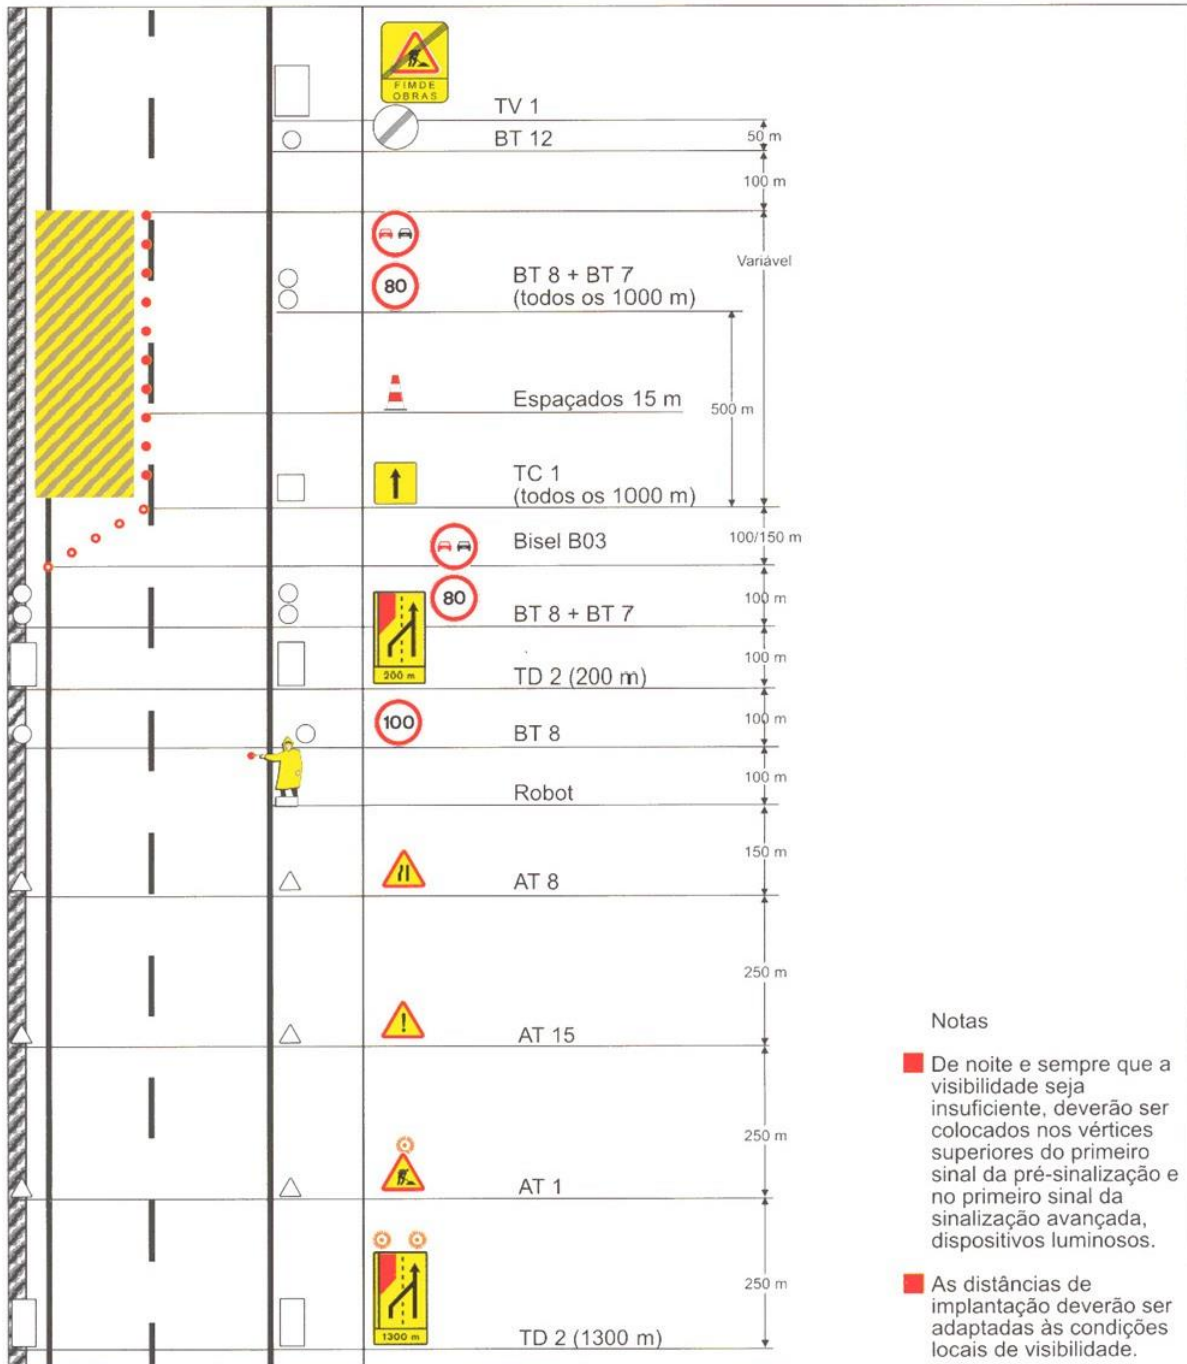 FIM DE
OBRAS
TV 1
BT 12
50 m
100 m
Variável
80
BT 8 + BT 7
(todos os 1000 m)
Espaçados 15 m
500 m
TC 1
(todos os 1000 m)
Bisel B03
100/150 m
80
100 m
BT 8 + BT 7
200 m
TD 2 (200 m)
100 m
100
BT 8
100 m
Robot
100 m
150 m
AT 8
250 m
!
AT 15
250 m
AT 1
250 m
1300 m
TD 2 (1300 m)
Notas
De noite e sempre que a
visibilidade seja
insuficiente, deverão ser
colocados nos vértices
superiores do primeiro
sinal da pré-sinalização e
no primeiro sinal da
sinalização avançada,
dispositivos luminosos.
As distâncias de
implantação deverão ser
adaptadas às condições
locais de visibilidade.